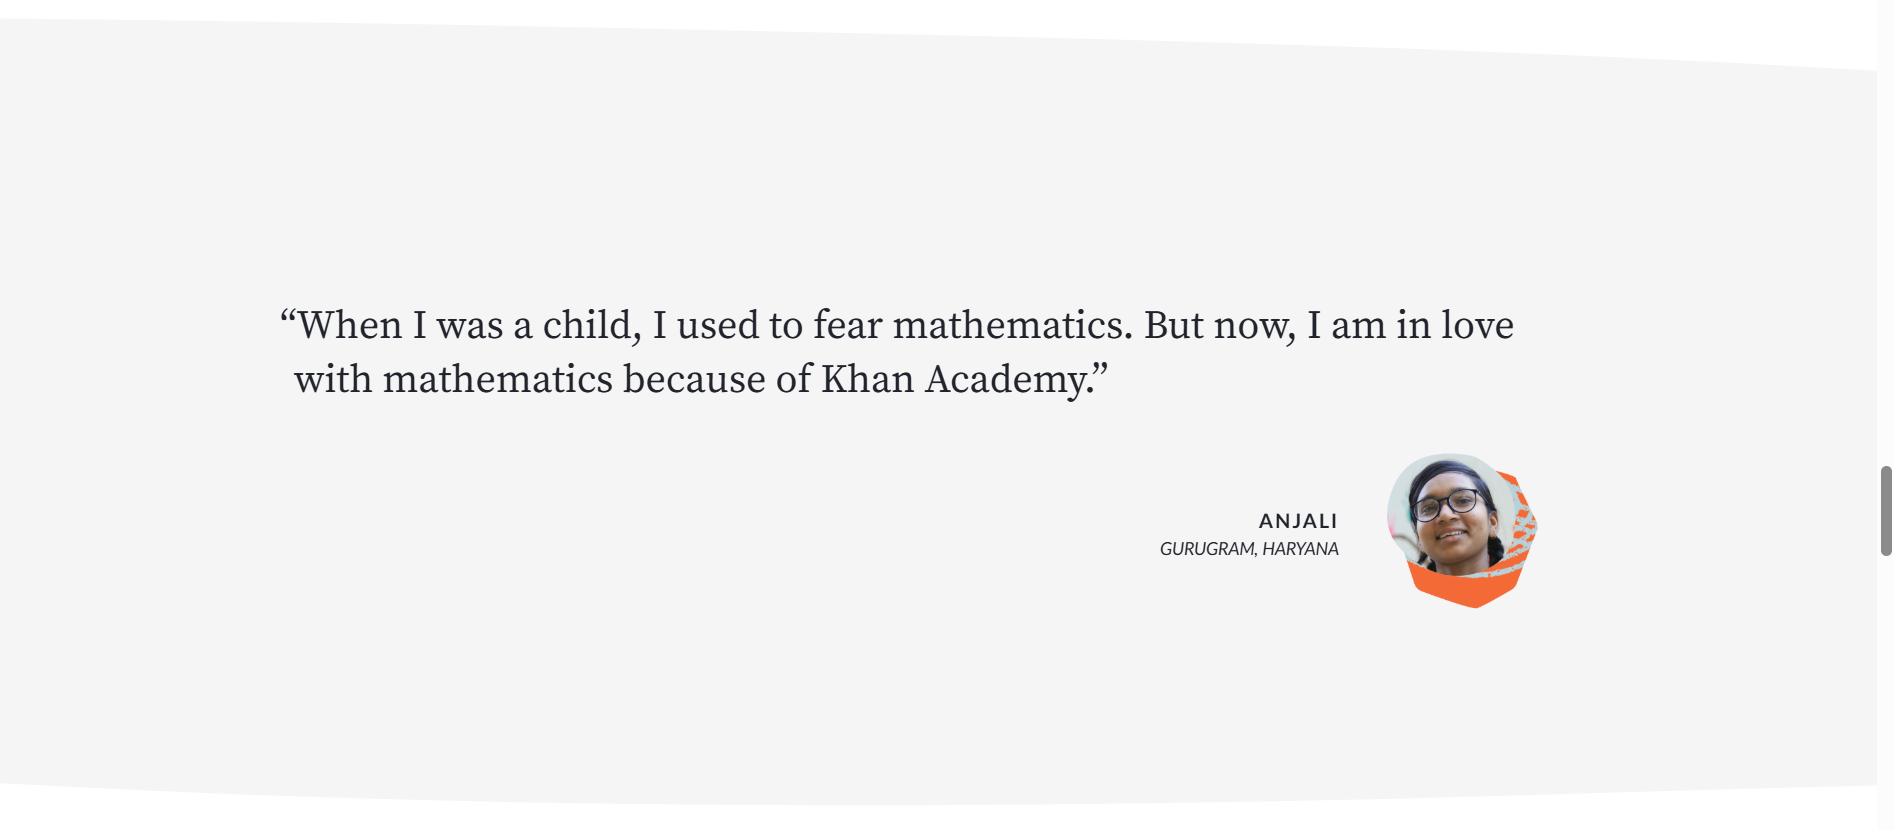 “When I was a child, I used to fear mathematics. But now, I am in love
with mathematics because of Khan Academy.”
ANJALI
GURUGRAM, HARYANA